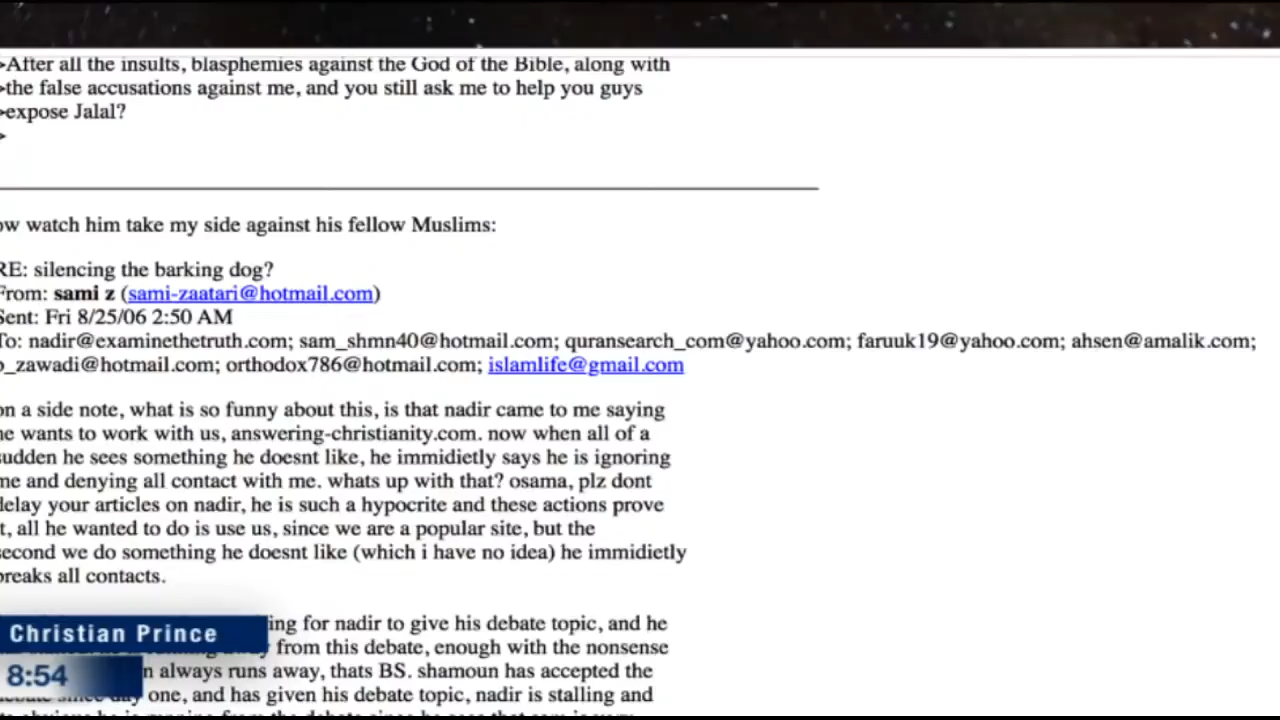 >After all the insults, blasphemies against the God of the Bible, along with
>the false accusations against me, and you still ask me to help you guys
>expose Jalal?
>
ow watch him take my side against his fellow Muslims:
RE: silencing the barking dog?
From: sami z (sami-zaatari@hotmail.com)
Sent: Fri 8/25/06 2:50 AM
To: nadir@examinethetruth.com; sam_shmn40@hotmail.com; quransearch_com@yahoo.com; faruuk19@yahoo.com; ahsen@amalik.com;
b_zawadi@hotmail.com; orthodox786@hotmail.com; islamlife@gmail.com
on a side note, what is so funny about this, is that nadir came to me saying
he wants to work with us, answering-christianity.com. now when all of a
sudden he sees something he doesnt like, he immidietly says he is ignoring
me and denying all contact with me. whats up with that? osama, plz dont
delay your articles on nadir, he is such a hypocrite and these actions prove
it, all he wanted to do is use us, since we are a popular site, but the
second we do something he doesnt like (which i have no idea) he immidietly
breaks all contacts.
ing for nadir to give his debate topic, and he
from this debate, enough with the nonsense
n always runs away, thats BS. shamoun has accepted the
debate since day one, and has given his debate topic, nadir is stalling and
Christian Prince
8:54